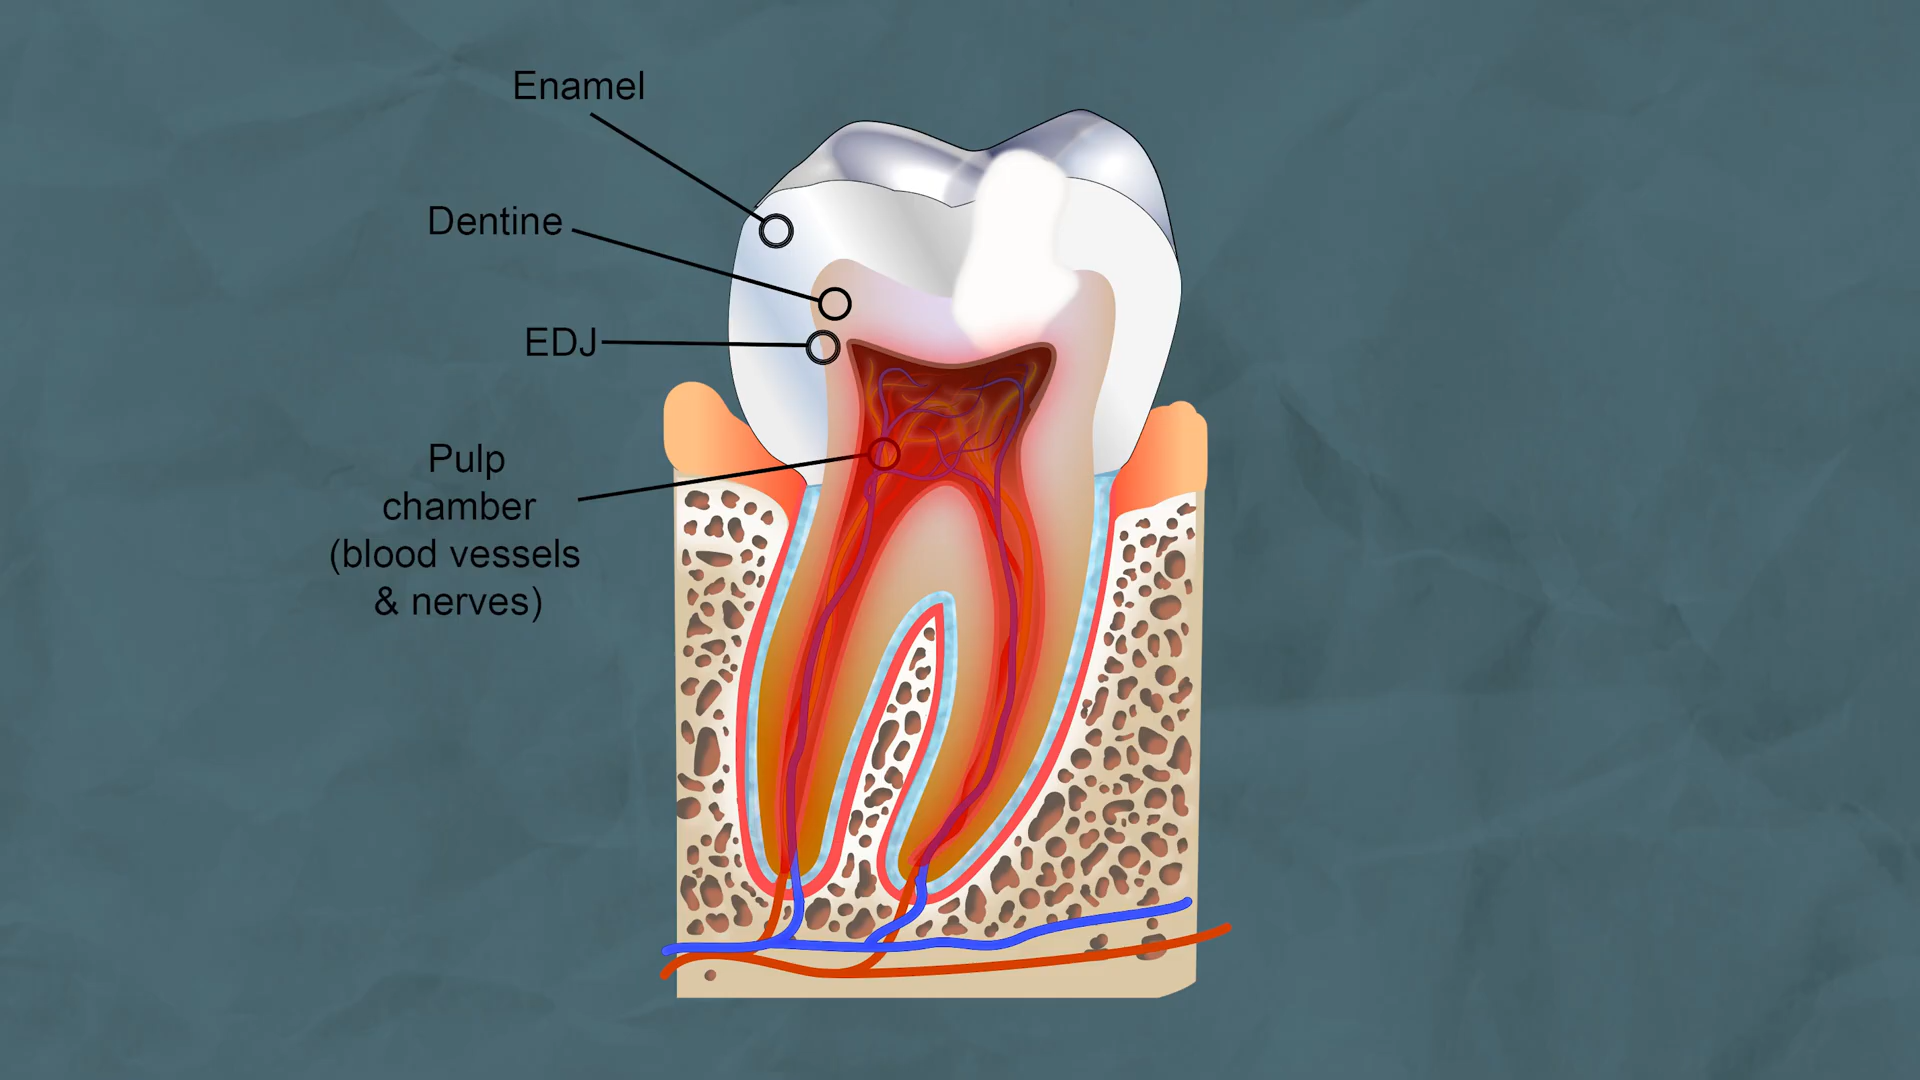 Enamel
Dentine
EDJ
Pulp
chamber
(blood vessels
& nerves)